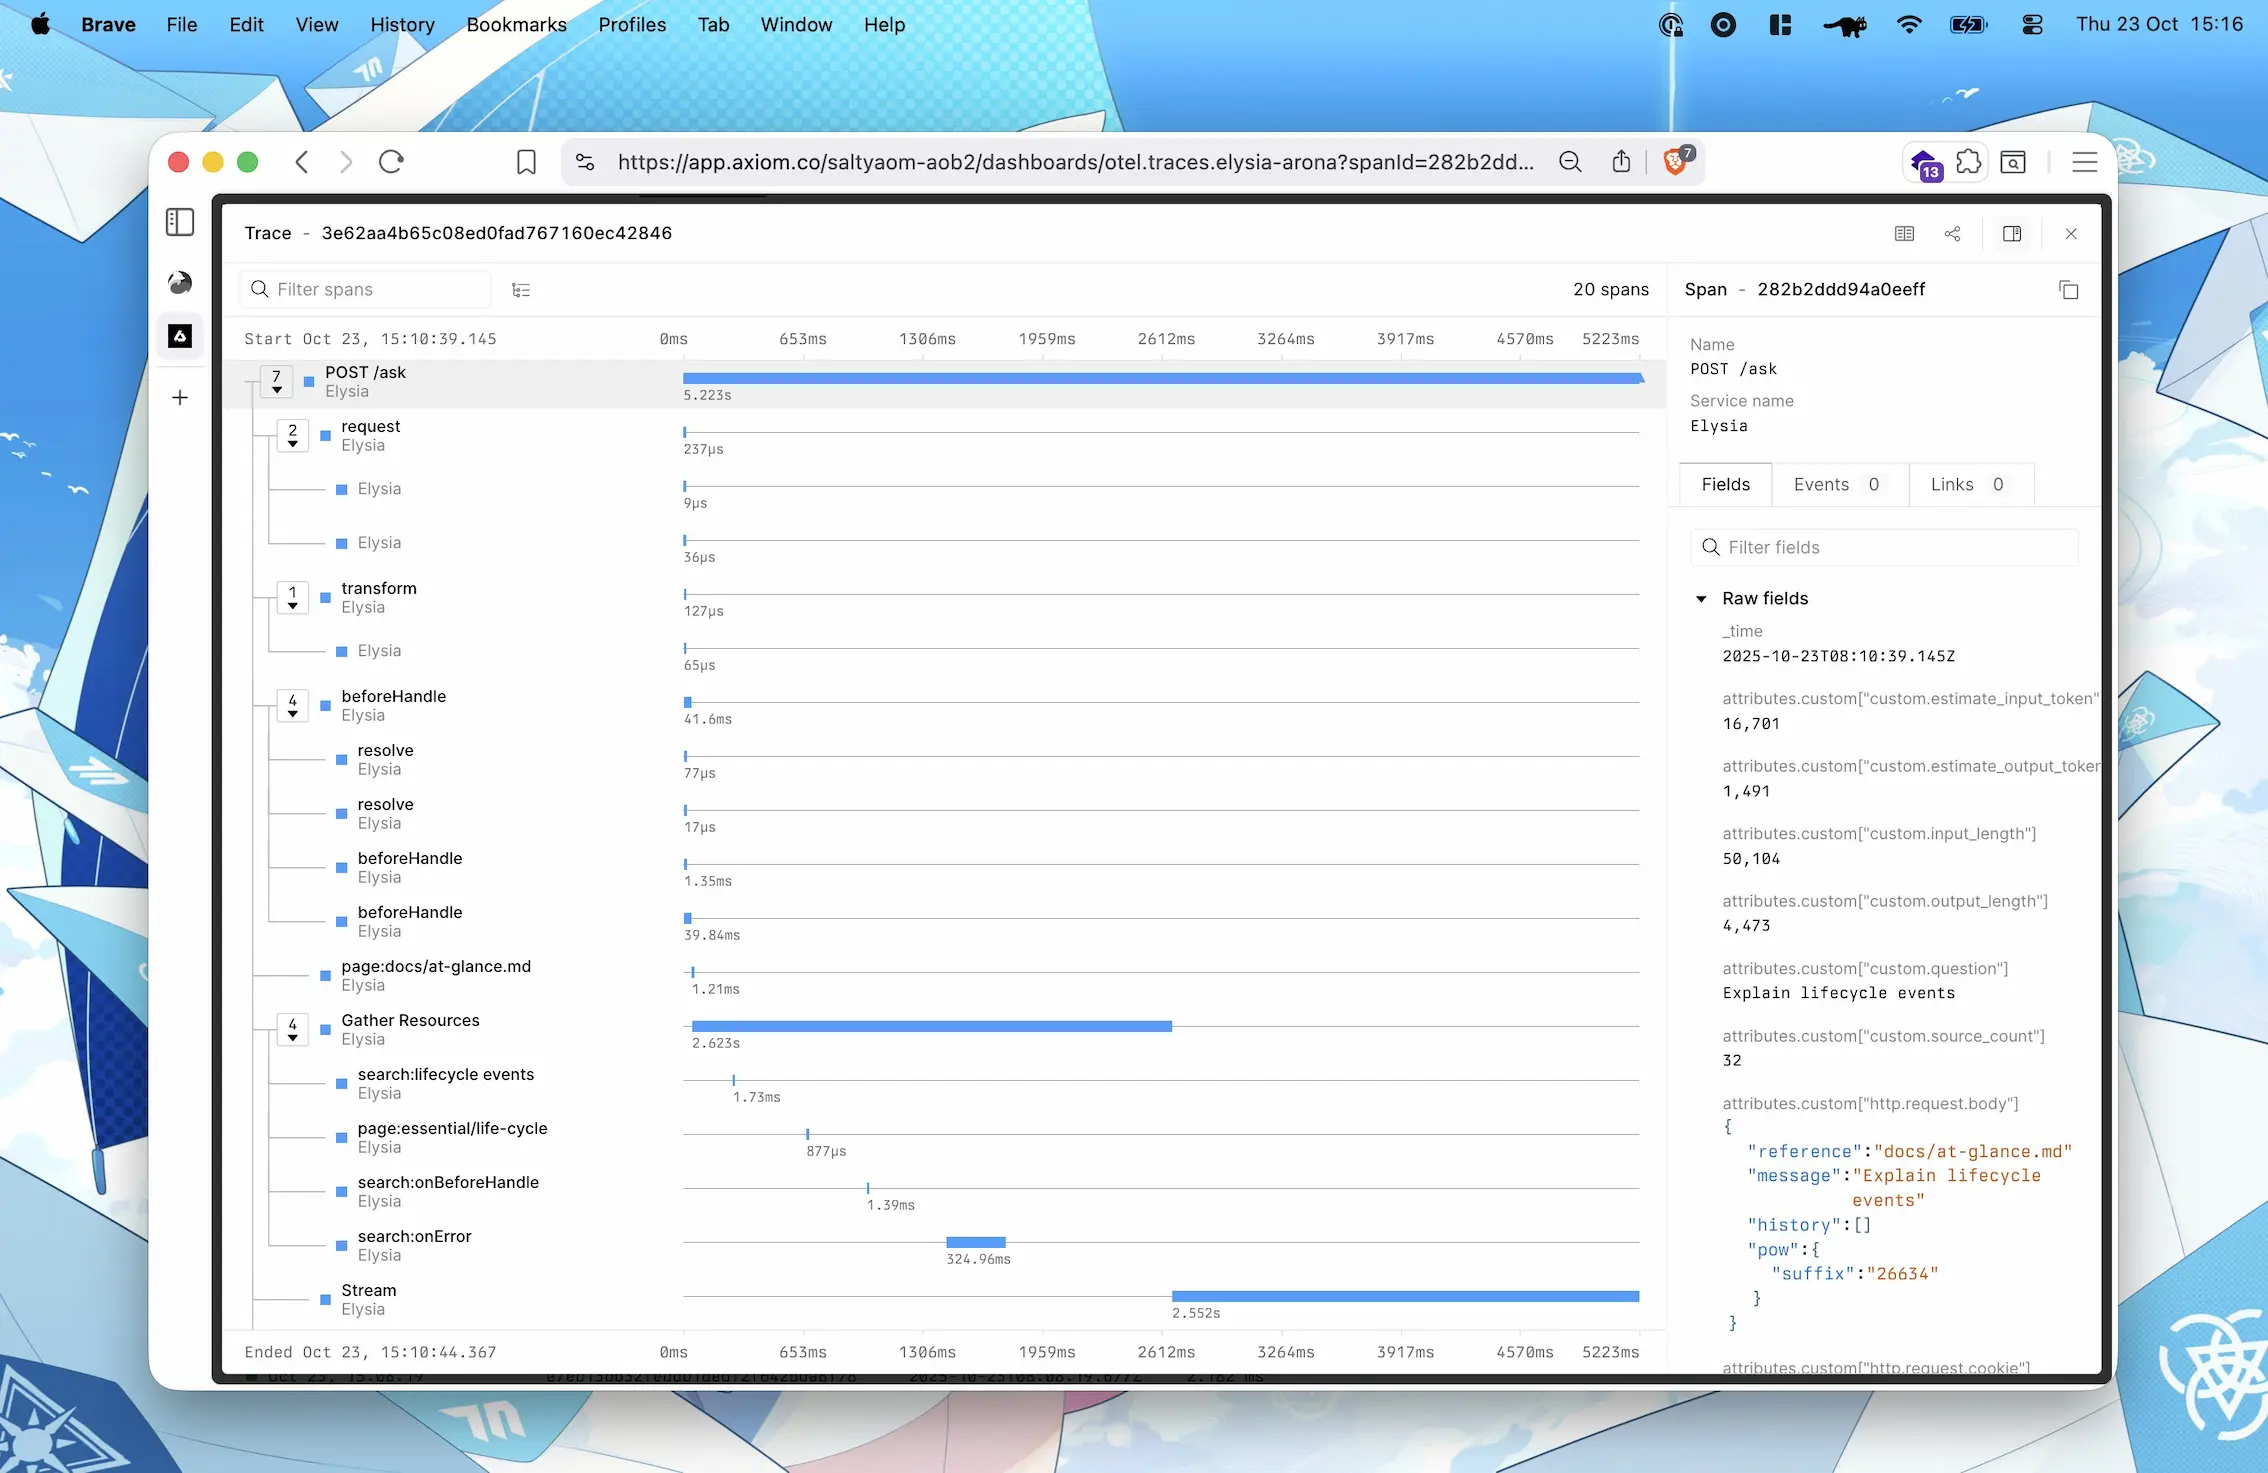 Brave File Edit View History Bookmarks Profiles Tab Window Help Thu 23 Oct 15:16
https://app.axiom.co/saltyaom-aob2/dashboards/otel.traces.elysia-arona?spanId=282b2dd... 7 13
Trace - 3e62aa4b65c08ed0fad767160ec42846
Filter spans 20 spans
Start Oct 23, 15:10:39.145 0ms 653ms 1306ms 1959ms 2612ms 3264ms 3917ms 4570ms 5223ms
7 POST /ask
Elysia 5.223s
2 request
Elysia 237µs
Elysia
9µs
Elysia
36µs
1 transform
Elysia 127µs
Elysia
65µs
4 beforeHandle
Elysia 41.6ms
resolve
Elysia 77µs
resolve
Elysia 17µs
beforeHandle
Elysia 1.35ms
beforeHandle
Elysia 39.84ms
page:docs/at-glance.md
Elysia 1.21ms
4 Gather Resources
Elysia 2.623s
search:lifecycle events
Elysia 1.73ms
page:essential/life-cycle
Elysia 877µs
search:onBeforeHandle
Elysia 1.39ms
search:onError
Elysia 324.96ms
Stream
Elysia 2.552s
Ended Oct 23, 15:10:44.367 0ms 653ms 1306ms 1959ms 2612ms 3264ms 3917ms 4570ms 5223ms
Span - 282b2ddd94a0eeff
Name
POST /ask
Service name
Elysia
Fields Events 0 Links 0
Filter fields
Raw fields
_time
2025-10-23T08:10:39.145Z
attributes.custom["custom.estimate_input_token"
16,701
attributes.custom["custom.estimate_output_token
1,491
attributes.custom["custom.input_length"]
50,104
attributes.custom["custom.output_length"]
4,473
attributes.custom["custom.question"]
Explain lifecycle events
attributes.custom["custom.source_count"]
32
attributes.custom["http.request.body"]
{
"reference":"docs/at-glance.md"
"message":"Explain lifecycle
events"
"history":[]
"pow":{
"suffix":"26634"
}
}
attributes.custom["http.request.cookie"]